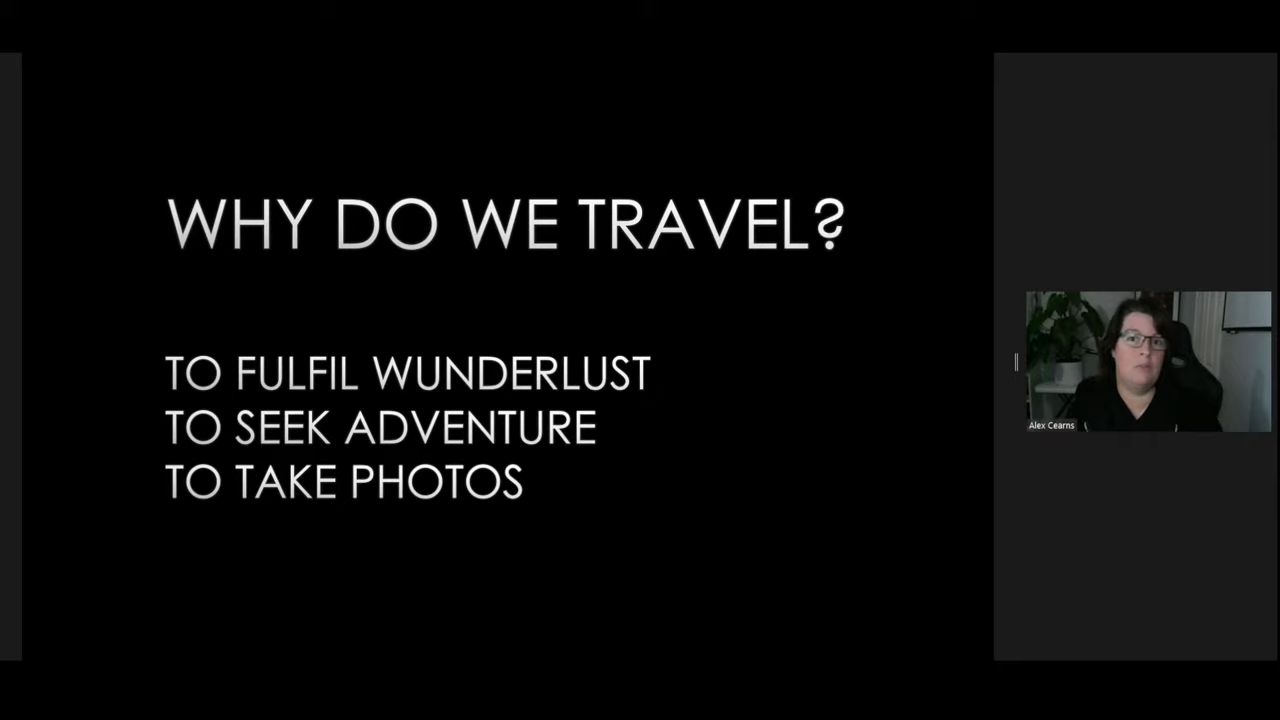 WHY DO WE TRAVEL?
TO FULFIL WUNDERLUST
TO SEEK ADVENTURE
TO TAKE PHOTOS
Alex Cearns